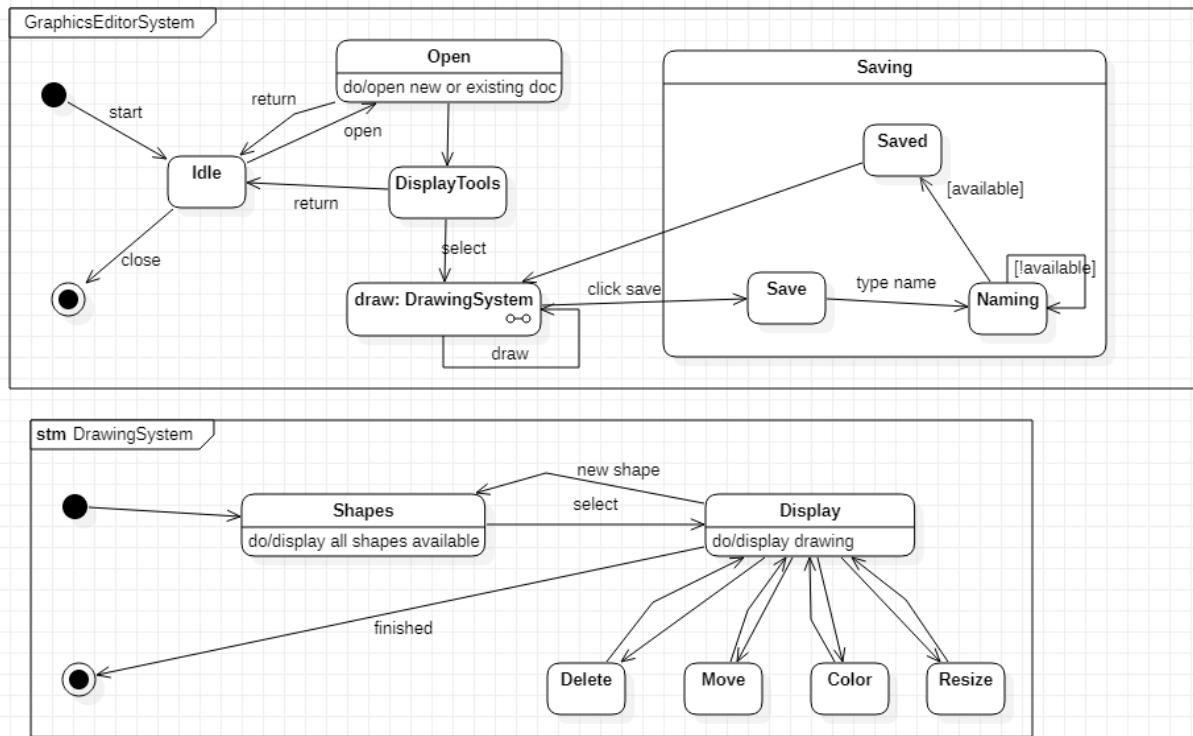 GraphicsEditorSystem
Open
do/open new or existing doc
Saving
start
return
open
Idle
DisplayTools
return
close
select
Saved
[available]
[!available]
draw: DrawingSystem
click save
Save
type name
Naming
draw
stm DrawingSystem
new shape
Shapes
do/display all shapes available
select
Display
do/display drawing
finished
Delete
Move
Color
Resize